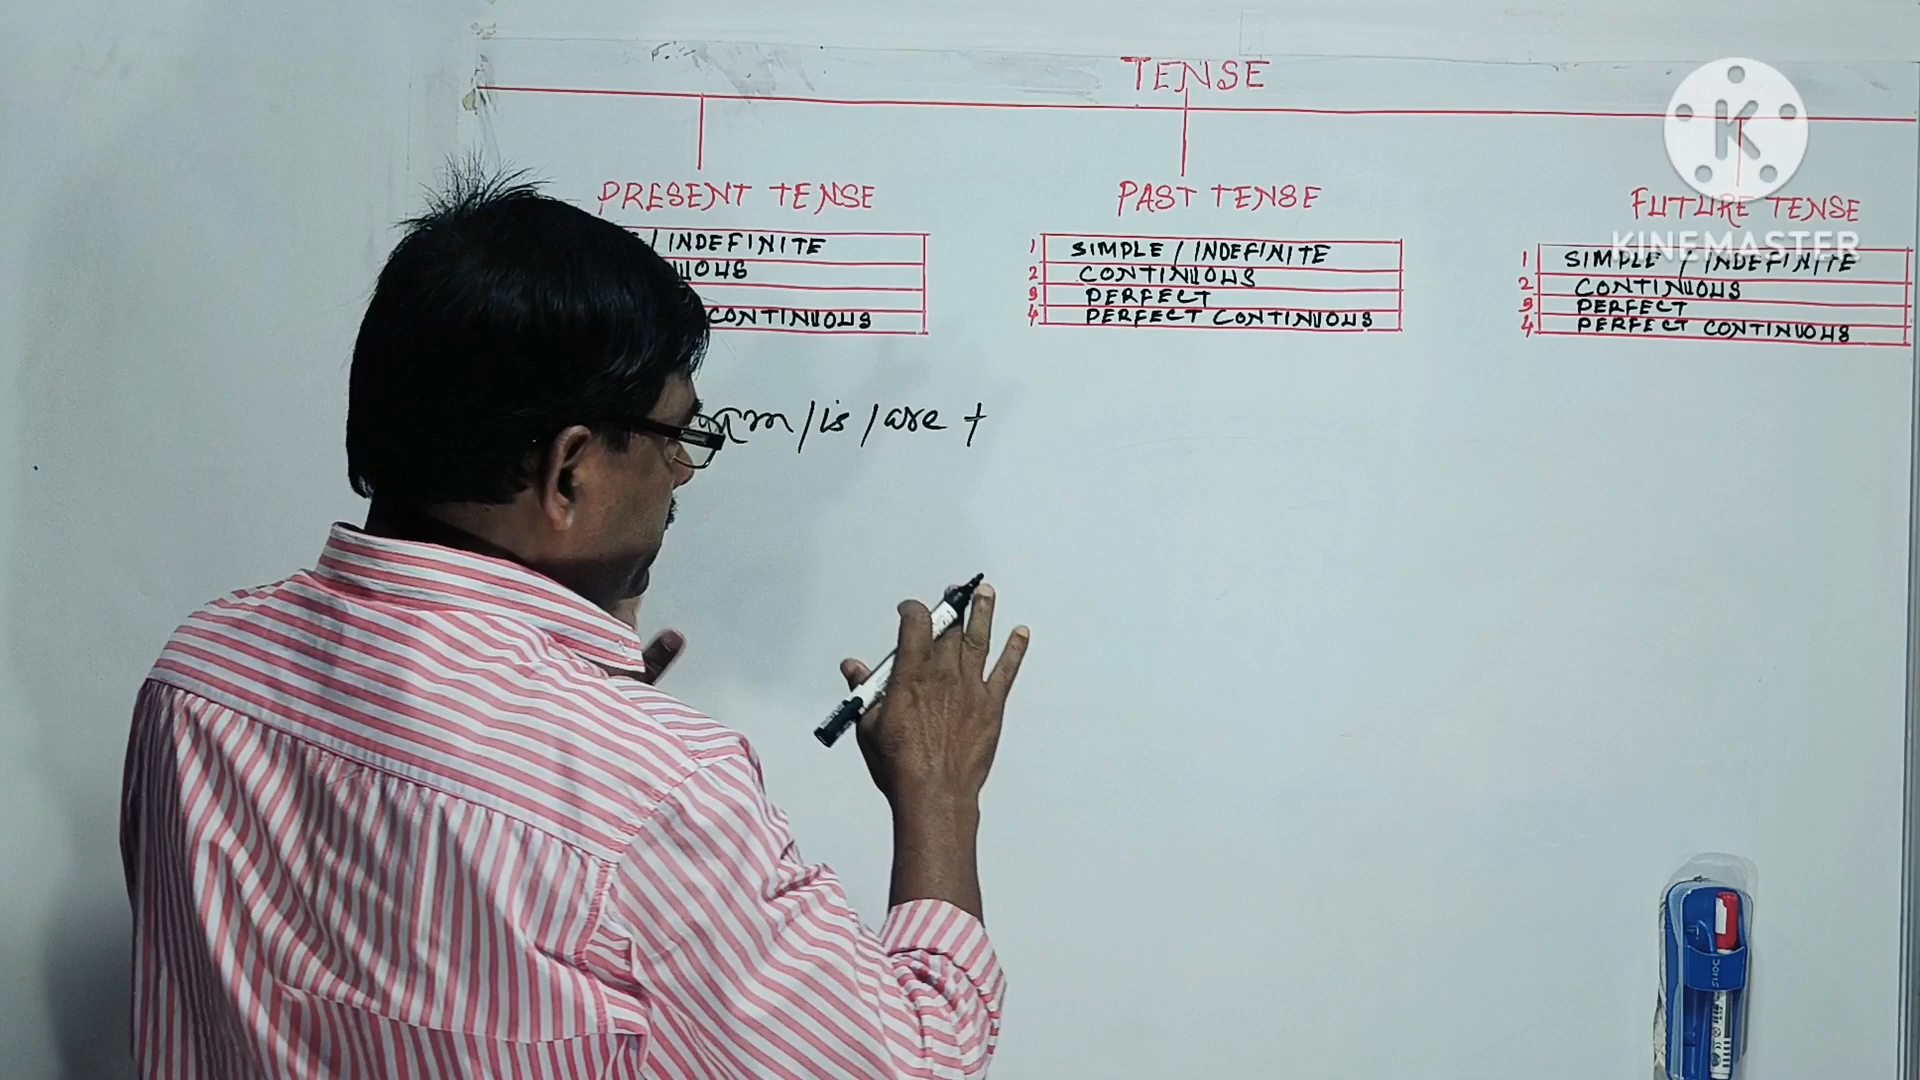 TENSE
PRESENT TENSE
/ INDEFINITE
CONTINUOUS
PAST TENSE
1 SIMPLE / INDEFINITE
2 CONTINUOUS
3 PERFECT
4 PERFECT CONTINUOUS
FUTURE TENSE
1 SIMPLE / INDEFINITE
2 CONTINUOUS
3 PERFECT
4 PERFECT CONTINUOUS
am / is / are +
K
KINEMASTER
DOMS